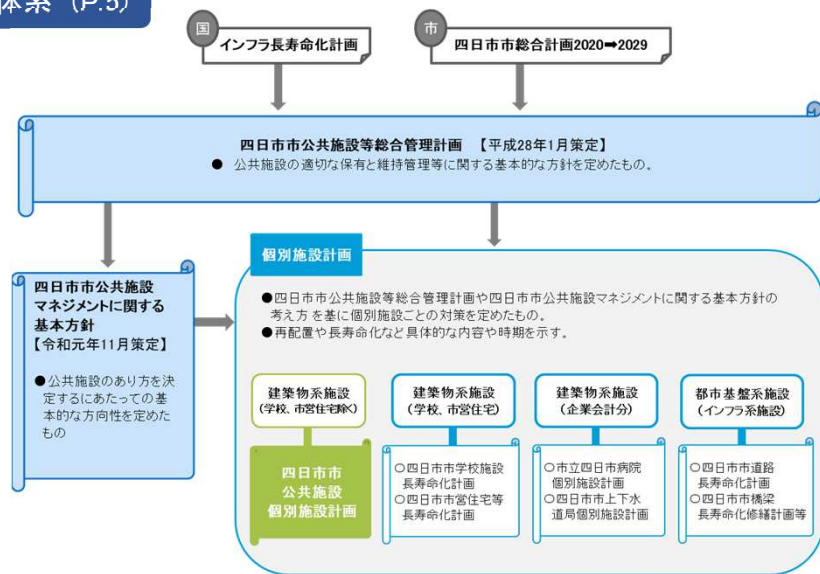 体系（P.5）
国
インフラ長寿命化計画
市
四日市市総合計画2020➡2029
四日市市公共施設等総合管理計画　【平成28年1月策定】
● 公共施設の適切な保有と維持管理等に関する基本的な方針を定めたもの。
四日市市公共施設
マネジメントに関する
基本方針
【令和元年11月策定】
●公共施設のあり方を決
定するにあたっての基
本的な方向性を定めた
もの
個別施設計画
●四日市市公共施設等総合管理計画や四日市市公共施設マネジメントに関する基本方針の
考え方 を基に個別施設ごとの対策を定めたもの。
●再配置や長寿命化など具体的な内容や時期を示す。
建築物系施設
（学校、市営住宅除く）
四日市市
公共施設
個別施設計画
建築物系施設
（学校、市営住宅）
○四日市市学校施設
長寿命化計画
○四日市市営住宅等
長寿命化計画
建築物系施設
（企業会計分）
○市立四日市病院
個別施設計画
○四日市市上下水
道局個別施設計画
都市基盤系施設
（インフラ系施設）
○四日市市道路
長寿命化計画
○四日市市橋梁
長寿命化修繕計画等